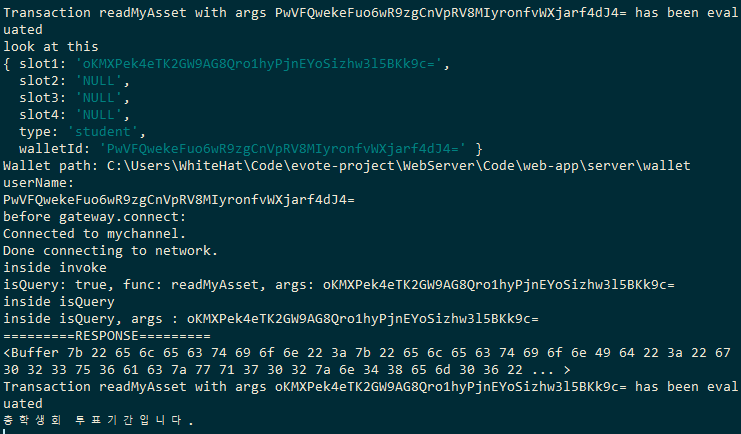 Transaction readMyAsset with args PwVFQwekeFuo6wR9zgCnVpRV8MIyronfvWXjarf4dJ4= has been eval
uated
look at this
{ slot1: 'oKMXPek4eTK2GW9AG8Qro1hyPjnEYoSizhw3l5BKk9c=',
  slot2: 'NULL',
  slot3: 'NULL',
  slot4: 'NULL',
  type: 'student',
  walletId: 'PwVFQwekeFuo6wR9zgCnVpRV8MIyronfvWXjarf4dJ4=' }
Wallet path: C:\Users\WhiteHat\Code\evote-project\WebServer\Code\web-app\server\wallet
userName:
PwVFQwekeFuo6wR9zgCnVpRV8MIyronfvWXjarf4dJ4=
before gateway.connect:
Connected to mychannel.
Done connecting to network.
inside invoke
isQuery: true, func: readMyAsset, args: oKMXPek4eTK2GW9AG8Qro1hyPjnEYoSizhw3l5BKk9c=
inside isQuery
inside isQuery, args : oKMXPek4eTK2GW9AG8Qro1hyPjnEYoSizhw3l5BKk9c=
=========RESPONSE=========
<Buffer 7b 22 65 6c 65 63 74 69 6f 6e 22 3a 7b 22 65 6c 65 63 74 69 6f 6e 49 64 22 3a 22 67
30 32 33 75 36 61 63 7a 77 71 37 30 32 7a 6e 34 38 65 6d 30 36 22 ... >
Transaction readMyAsset with args oKMXPek4eTK2GW9AG8Qro1hyPjnEYoSizhw3l5BKk9c= has been eval
uated
총학생회 투표기간입니다.